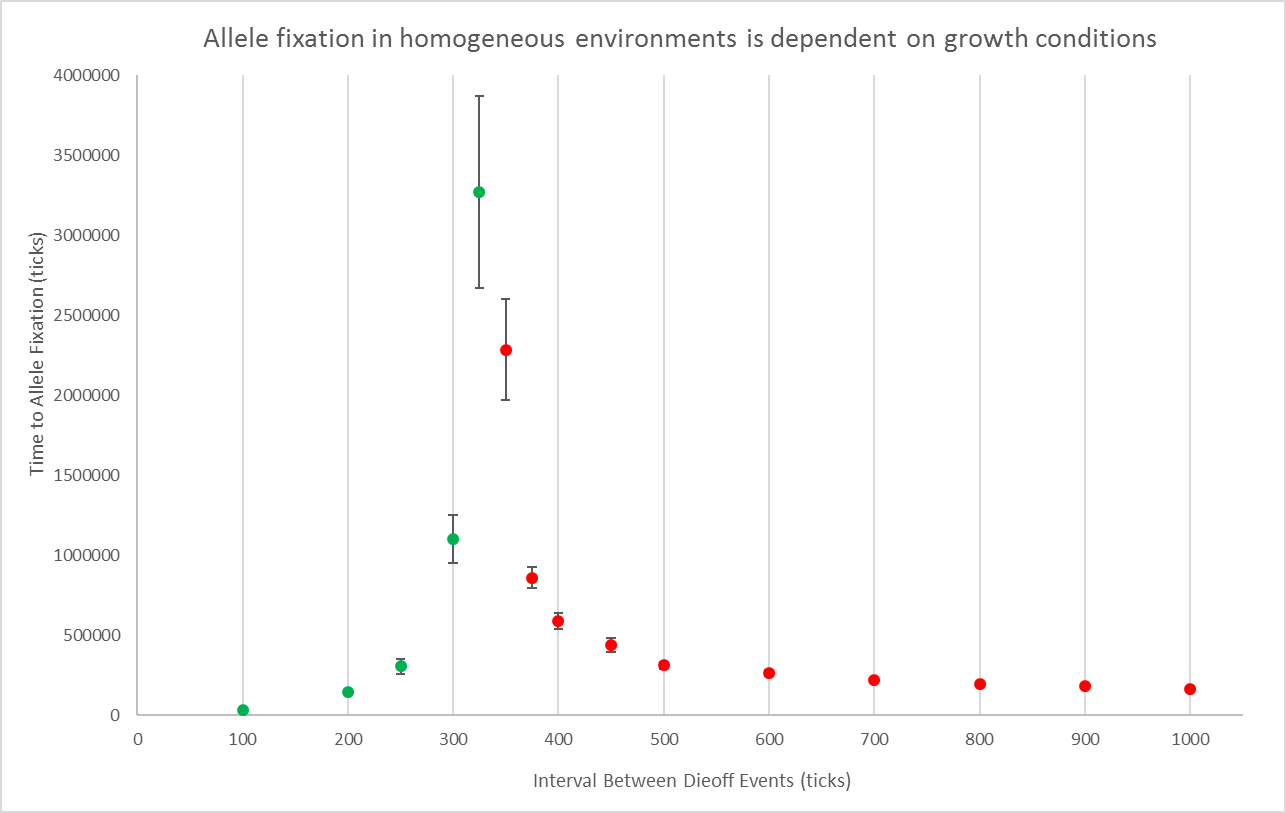 Allele fixation in homogeneous environments is dependent on growth conditions
4000000
3500000
3000000
2500000
2000000
1500000
1000000
500000
0
Time to Allele Fixation (ticks)
0 100 200 300 400 500 600 700 800 900 1000
Interval Between Dieoff Events (ticks)